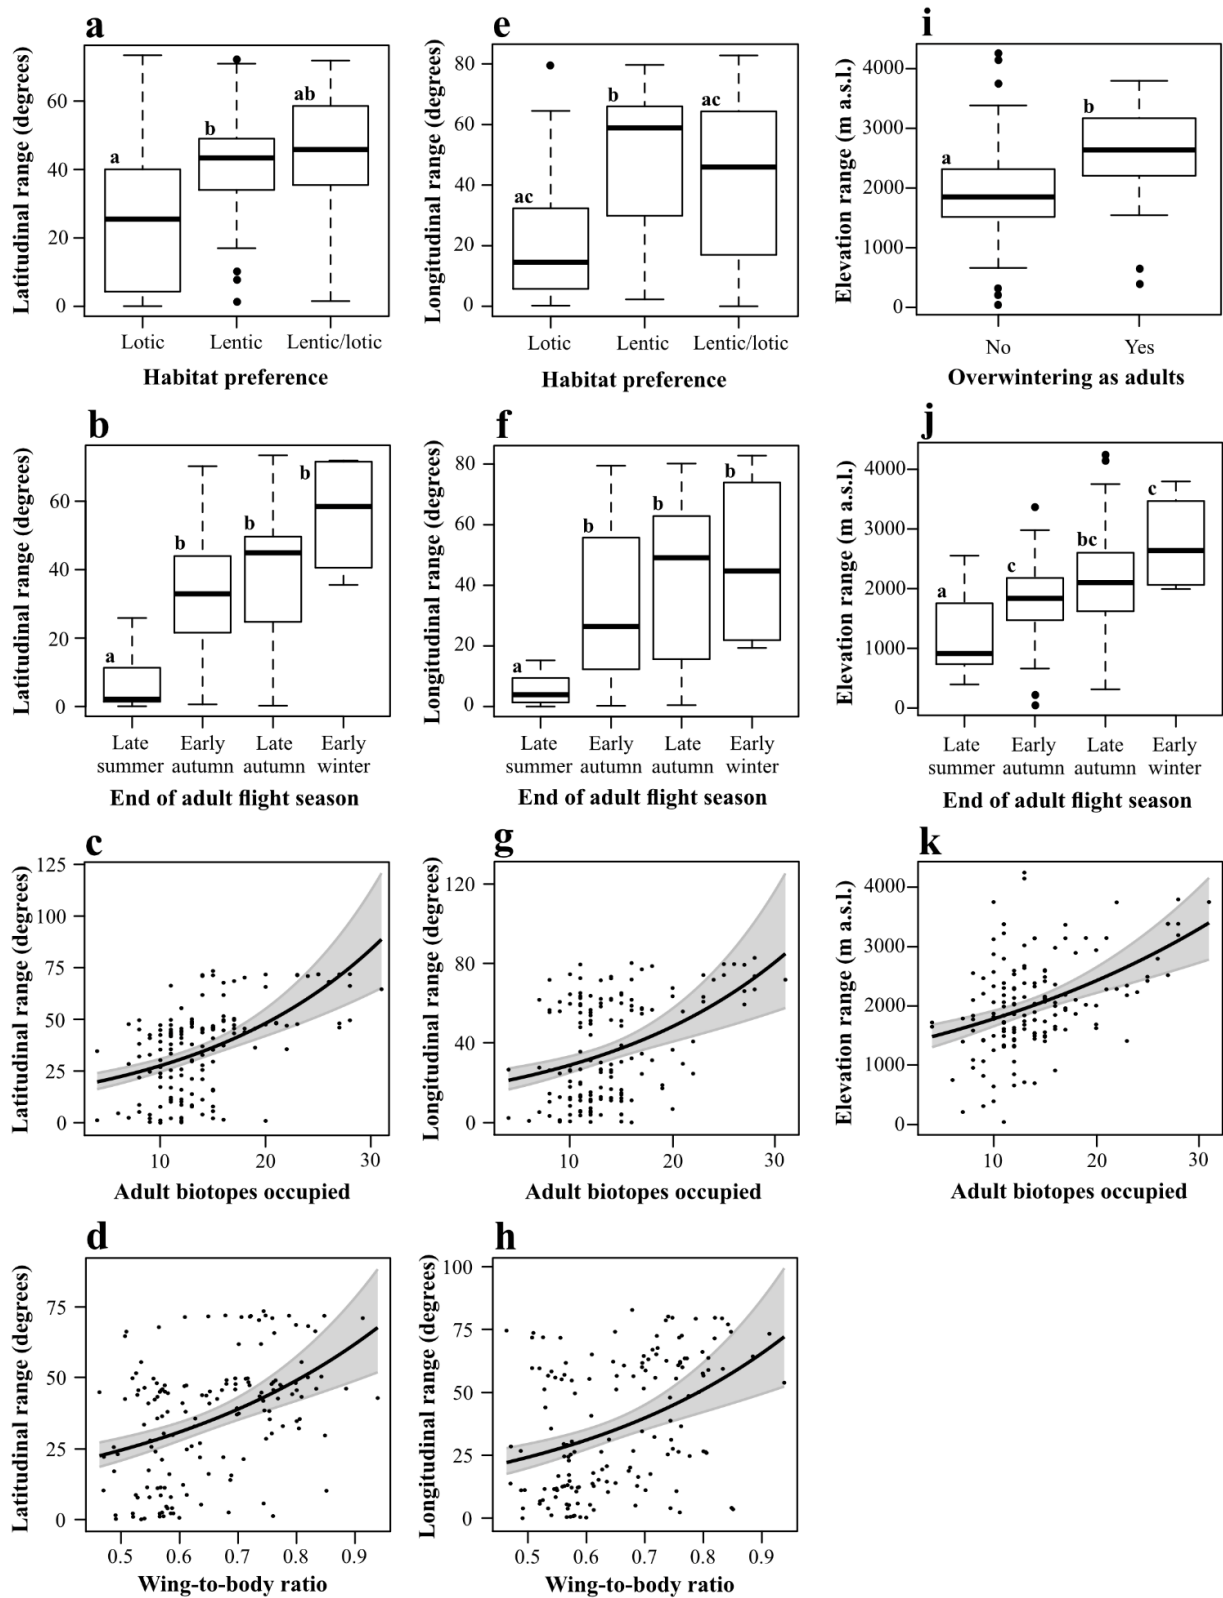 a
Latitudinal range (degrees)
60
40
20
0
a
b
ab
Lotic
Lentic
Lentic/lotic
Habitat preference
e
Longitudinal range (degrees)
80
60
40
20
0
ac
b
ac
Lotic
Lentic
Lentic/lotic
Habitat preference
i
Elevation range (m a.s.l.)
4000
3000
2000
1000
0
a
b
No
Yes
Overwintering as adults
b
Latitudinal range (degrees)
60
40
20
0
a
b
b
b
Late
summer
Early
autumn
Late
autumn
Early
winter
End of adult flight season
f
Longitudinal range (degrees)
80
60
40
20
0
a
b
b
b
Late
summer
Early
autumn
Late
autumn
Early
winter
End of adult flight season
j
Elevation range (m a.s.l.)
4000
3000
2000
1000
0
a
c
bc
c
Late
summer
Early
autumn
Late
autumn
Early
winter
End of adult flight season
c
Latitudinal range (degrees)
125
100
75
50
25
0
10
20
30
Adult biotopes occupied
g
Longitudinal range (degrees)
120
80
40
0
10
20
30
Adult biotopes occupied
k
Elevation range (m a.s.l.)
4000
3000
2000
1000
0
10
20
30
Adult biotopes occupied
d
Latitudinal range (degrees)
75
50
25
0
0.5
0.6
0.7
0.8
0.9
Wing-to-body ratio
h
Longitudinal range (degrees)
100
75
50
25
0
0.5
0.6
0.7
0.8
0.9
Wing-to-body ratio